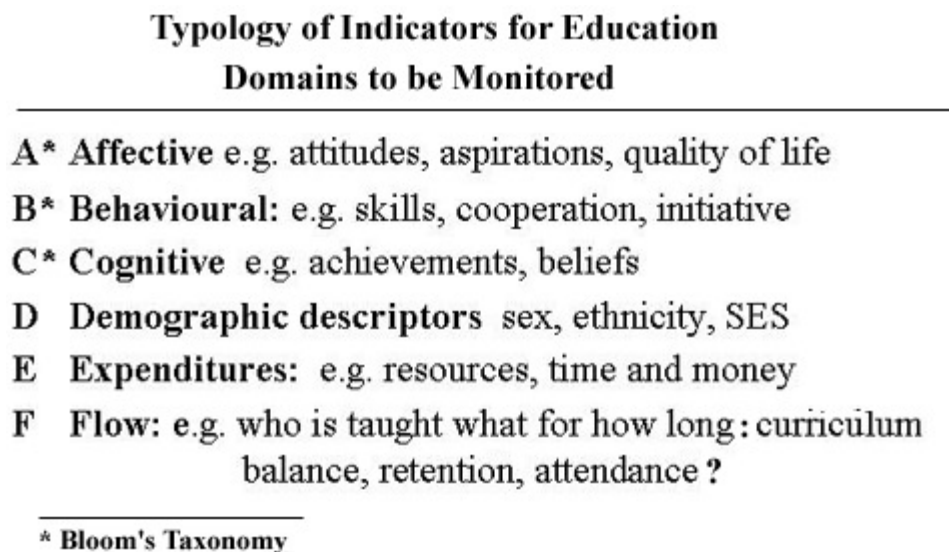 Typology of Indicators for Education
Domains to be Monitored
A* Affective e.g. attitudes, aspirations, quality of life
B* Behavioural: e.g. skills, cooperation, initiative
C* Cognitive e.g. achievements, beliefs
D Demographic descriptors sex, ethnicity, SES
E Expenditures: e.g. resources, time and money
F Flow: e.g. who is taught what for how long: curriculum
balance, retention, attendance ?
* Bloom's Taxonomy